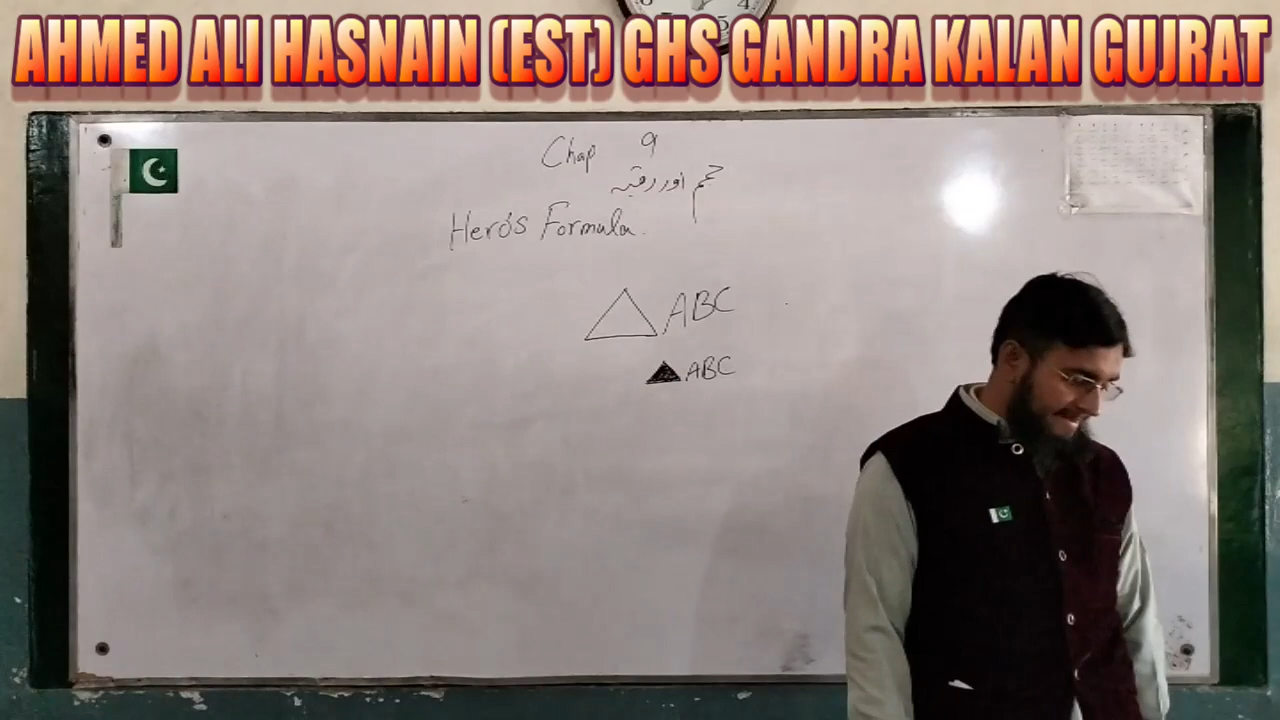 AHMED ALI HASNAIN (EST) GHS GANDRA KALAN GUJRAT
Chap 9
حجم اور رقبہ
Hero's Formula.
ABC
ABC